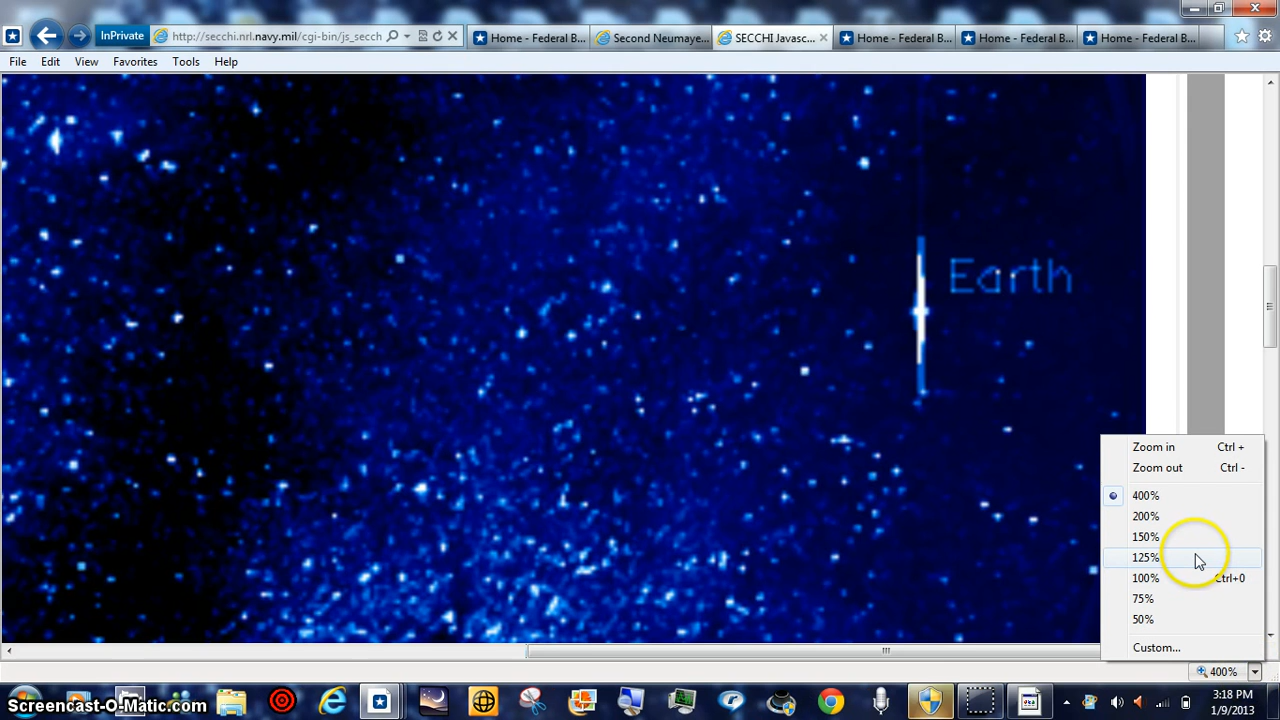 InPrivate
http://secchi.nrl.navy.mil/cgi-bin/js_secch
Home - Federal B...
Second Neumaye...
SECCHI Javasc...
Home - Federal B...
Home - Federal B...
Home - Federal B...
File Edit View Favorites Tools Help
Earth
Zoom in Ctrl +
Zoom out Ctrl -
400%
200%
150%
125%
100% Ctrl+0
75%
50%
Custom...
400%
3:18 PM
1/9/2013
Screencast-O-Matic.com